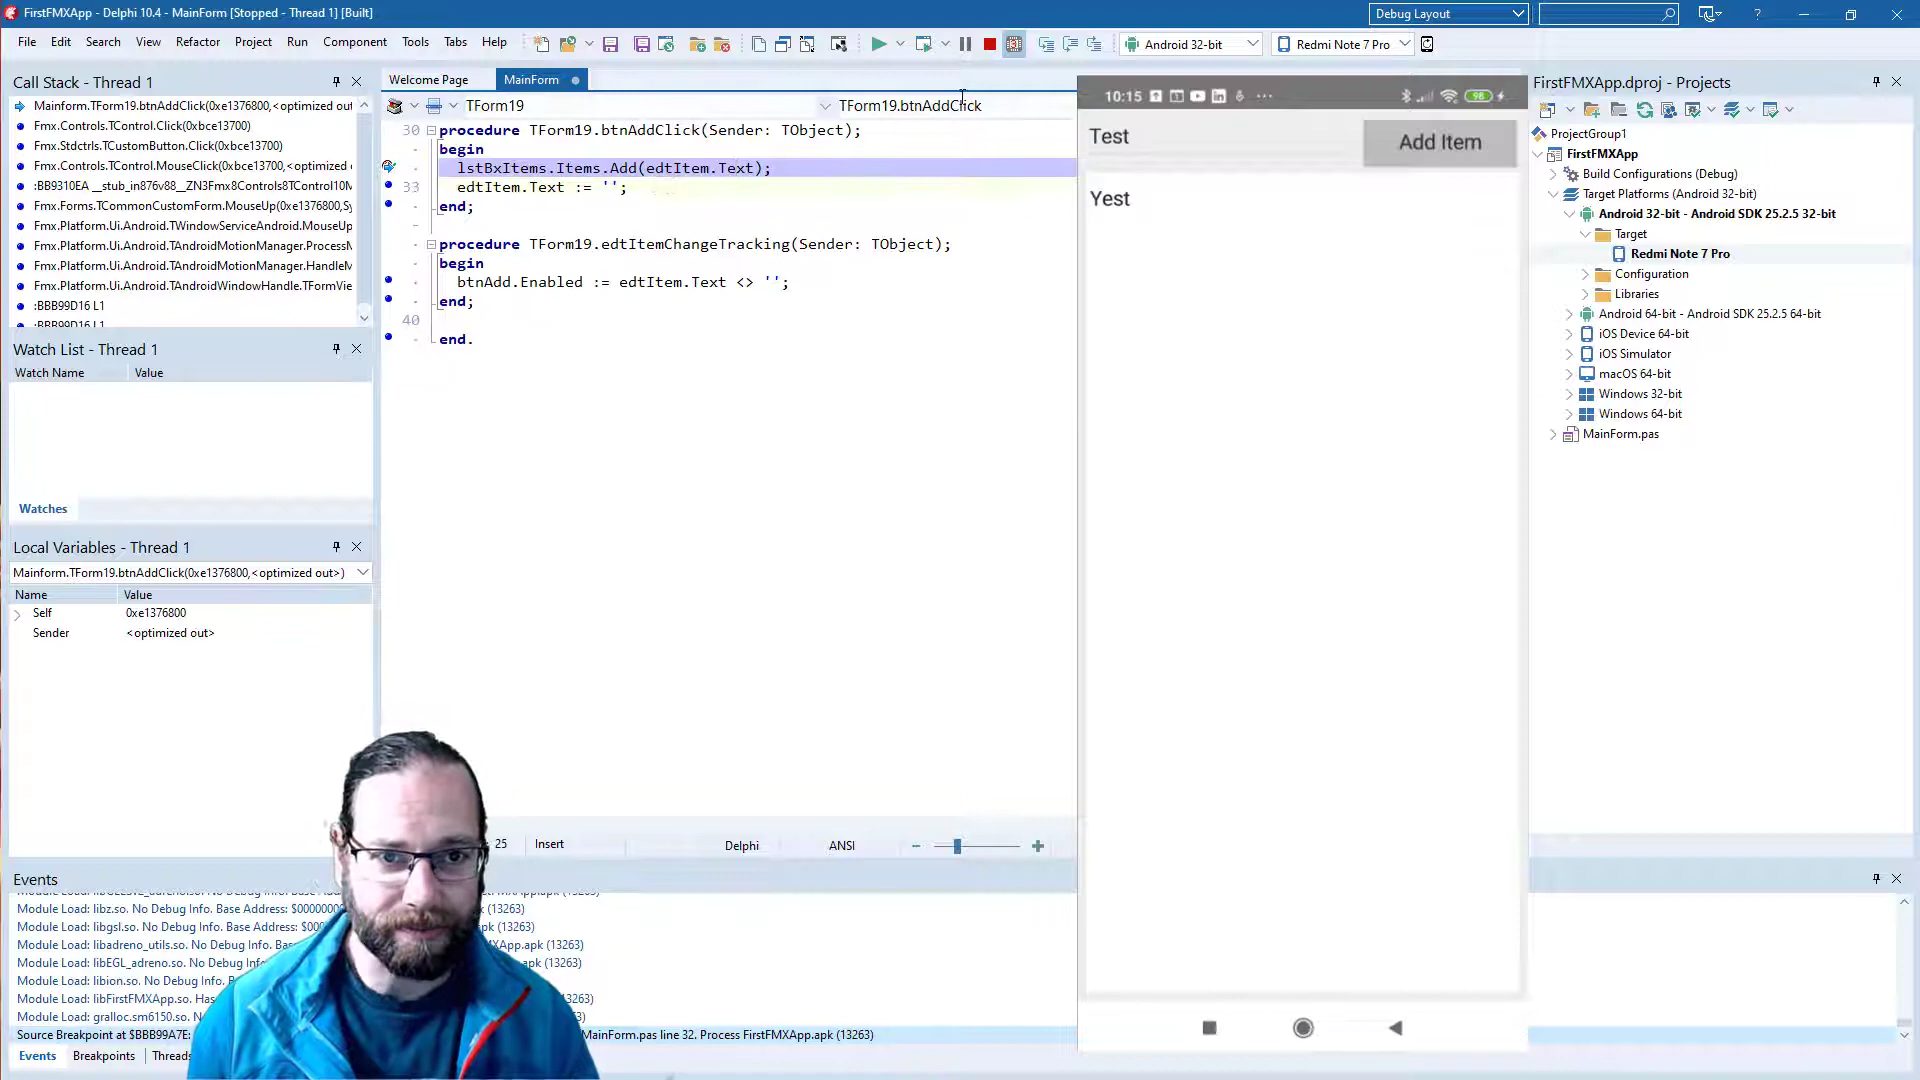 FirstFMXApp - Delphi 10.4 - MainForm [Stopped - Thread 1] [Built]
Debug Layout
File Edit Search View Refactor Project Run Component Tools Tabs Help
Android 32-bit
Redmi Note 7 Pro
Call Stack - Thread 1
Mainform.TForm19.btnAddClick(0xe1376800,<optimized out
Fmx.Controls.TControl.Click(0xbce13700)
Fmx.Stdctrls.TCustomButton.Click(0xbce13700)
Fmx.Controls.TControl.MouseClick(0xbce13700,<optimized
:BB9310EA __stub_in876v88__ZN3Fmx8Controls8TControl10M
Fmx.Forms.TCommonCustomForm.MouseUp(0xe1376800,Sy
Fmx.Platform.Ui.Android.TWindowServiceAndroid.MouseUp
Fmx.Platform.Ui.Android.TAndroidMotionManager.ProcessM
Fmx.Platform.Ui.Android.TAndroidMotionManager.HandleM
Fmx.Platform.Ui.Android.TAndroidWindowHandle.TFormVie
:BBB99D16 L1
:BBB99D16 L1
Watch List - Thread 1
Watch Name Value
Watches
Local Variables - Thread 1
Mainform.TForm19.btnAddClick(0xe1376800,<optimized out>)
Name Value
Self 0xe1376800
Sender <optimized out>
Welcome Page MainForm
TForm19 TForm19.btnAddClick
30 procedure TForm19.btnAddClick(Sender: TObject);
begin
lstBxItems.Items.Add(edtItem.Text);
33 edtItem.Text := '';
end;
procedure TForm19.edtItemChangeTracking(Sender: TObject);
begin
btnAdd.Enabled := edtItem.Text <> '';
end;
40
end.
25 Insert Delphi ANSI
10:15 98
Test Add Item
Yest
FirstFMXApp.dproj - Projects
ProjectGroup1
FirstFMXApp
Build Configurations (Debug)
Target Platforms (Android 32-bit)
Android 32-bit - Android SDK 25.2.5 32-bit
Target
Redmi Note 7 Pro
Configuration
Libraries
Android 64-bit - Android SDK 25.2.5 64-bit
iOS Device 64-bit
iOS Simulator
macOS 64-bit
Windows 32-bit
Windows 64-bit
MainForm.pas
Events
Module Load: libz.so. No Debug Info. Base Address: $0000000 k (13263)
Module Load: libgsl.so. No Debug Info. Base Address: $000 pk (13263)
Module Load: libadreno_utils.so. No Debug Info. Bas XApp.apk (13263)
Module Load: libEGL_adreno.so. No Debug Info. Ba .apk (13263)
Module Load: libion.so. No Debug Info. Base Ad k (13263)
Module Load: libFirstFMXApp.so. Has 13263)
Module Load: gralloc.sm6150.so. No 13263)
Source Breakpoint at $BBB99A7E: MainForm.pas line 32. Process FirstFMXApp.apk (13263)
Events Breakpoints Threads